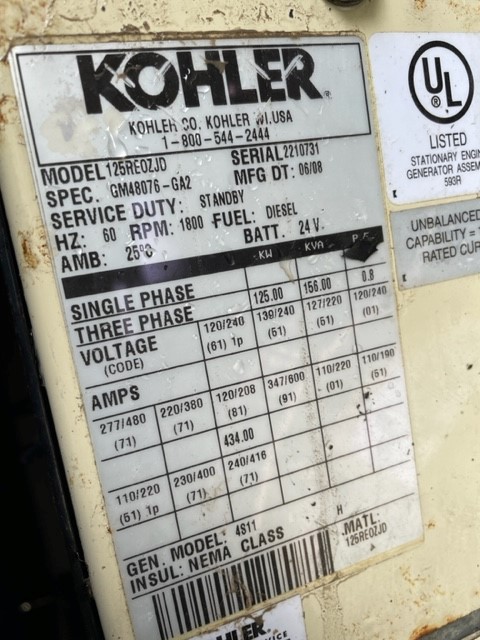 KOHLER®
KOHLER CO. KOHLER WI.USA
1-800-544-2444
MODEL 125REOZJD SERIAL 2210731
SPEC. GM48076-GA2 MFG DT: 06/08
SERVICE DUTY: STANDBY
HZ: 60 RPM: 1800 FUEL: DIESEL
AMB: 25°C BATT. 24 V.
KW KVA P.F.
SINGLE PHASE
THREE PHASE 125.00 156.00 0.8
VOLTAGE 120/240 139/240 127/220 120/240
(CODE) (61) 1p (51) (51) (01)
AMPS
277/480 220/380 120/208 347/600 110/220 110/190
(71) (71) (81) (91) (01) (51)
434.00
110/220 230/400 240/416
(51) 1p (71) (71)
GEN. MODEL: 4S11
INSUL: NEMA CLASS H
.MATL:
125REOZJD
UL
®
LISTED
STATIONARY ENGIN
GENERATOR ASSEM
593R
UNBALANCED
CAPABILITY =
RATED CUR
KOHLER